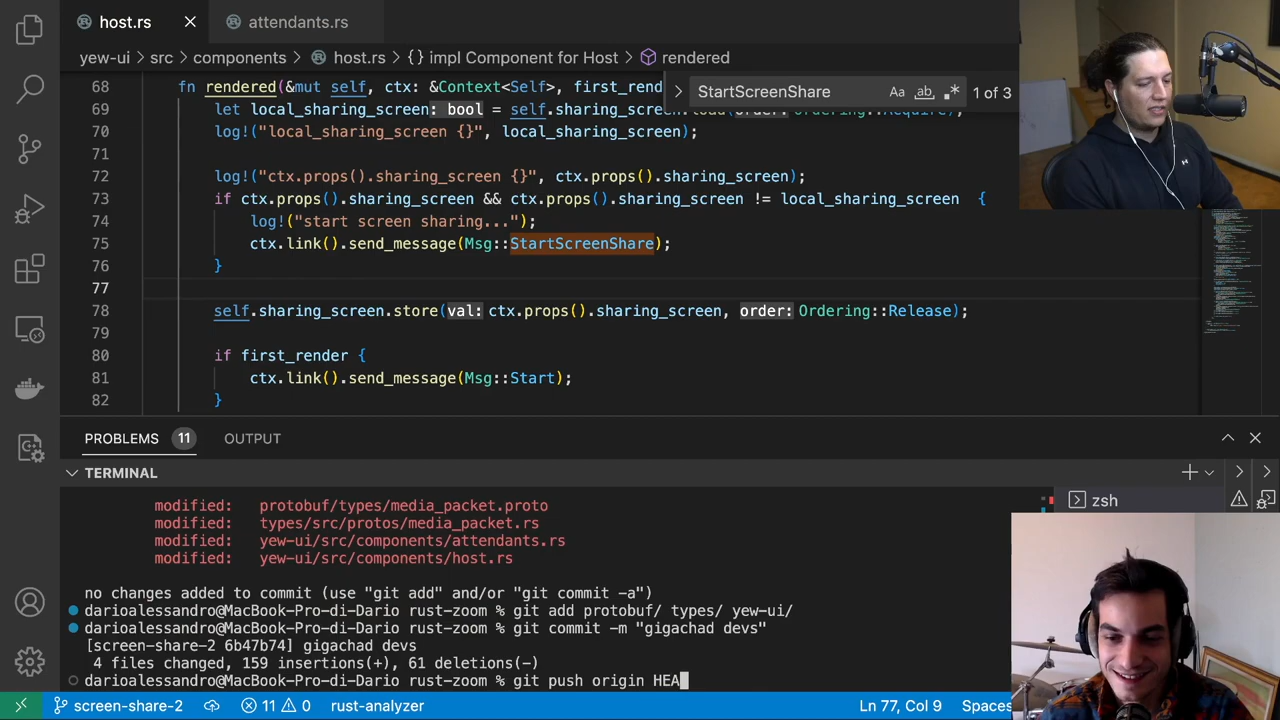 host.rs
attendants.rs
yew-ui › src › components › host.rs › {} impl Component for Host › rendered
StartScreenShare
Aa ab 1 of 3
68 fn rendered(&mut self, ctx: &Context<Self>, first_rend
69 let local_sharing_screen: bool = self.sharing_scre
70 log!("local_sharing_screen {}", local_sharing_screen);
71
72 log!("ctx.props().sharing_screen {}", ctx.props().sharing_screen);
73 if ctx.props().sharing_screen && ctx.props().sharing_screen != local_sharing_screen {
74 log!("start screen sharing...");
75 ctx.link().send_message(Msg::StartScreenShare);
76 }
77
78 self.sharing_screen.store(val: ctx.props().sharing_screen, order: Ordering::Release);
79
80 if first_render {
81 ctx.link().send_message(Msg::Start);
82 }
PROBLEMS 11 OUTPUT
TERMINAL
zsh
modified: protobuf/types/media_packet.proto
modified: types/src/protos/media_packet.rs
modified: yew-ui/src/components/attendants.rs
modified: yew-ui/src/components/host.rs
no changes added to commit (use "git add" and/or "git commit -a")
darioalessandro@MacBook-Pro-di-Dario rust-zoom % git add protobuf/ types/ yew-ui/
darioalessandro@MacBook-Pro-di-Dario rust-zoom % git commit -m "gigachad devs"
[screen-share-2 6b47b74] gigachad devs
4 files changed, 159 insertions(+), 61 deletions(-)
darioalessandro@MacBook-Pro-di-Dario rust-zoom % git push origin HEA
screen-share-2 11 0 rust-analyzer Ln 77, Col 9 Spaces